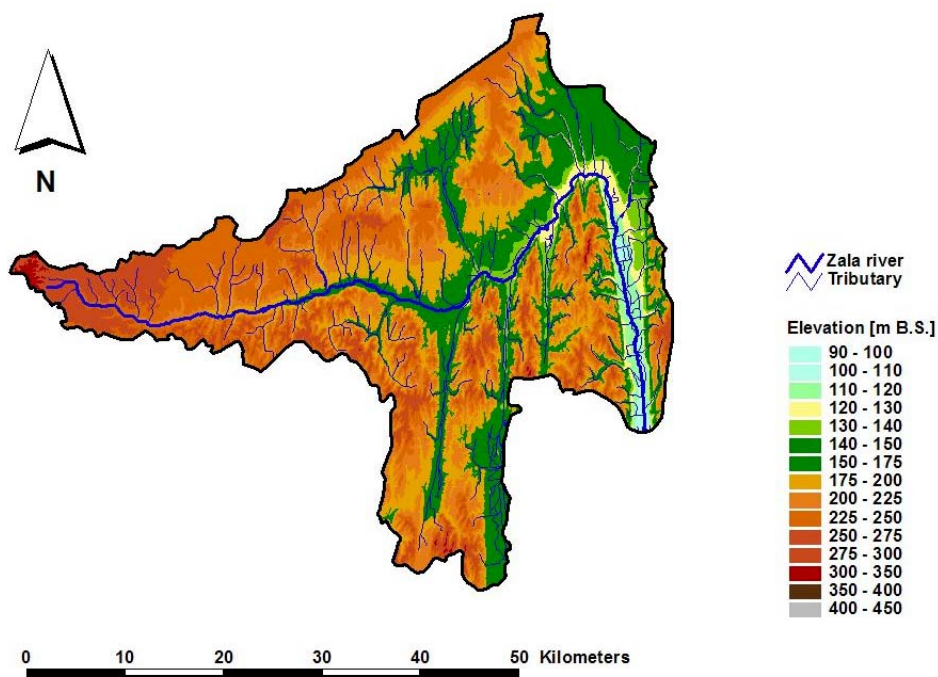 N
Zala river
Tributary
Elevation [m B.S.]
90 - 100
100 - 110
110 - 120
120 - 130
130 - 140
140 - 150
150 - 175
175 - 200
200 - 225
225 - 250
250 - 275
275 - 300
300 - 350
350 - 400
400 - 450
0 10 20 30 40 50 Kilometers